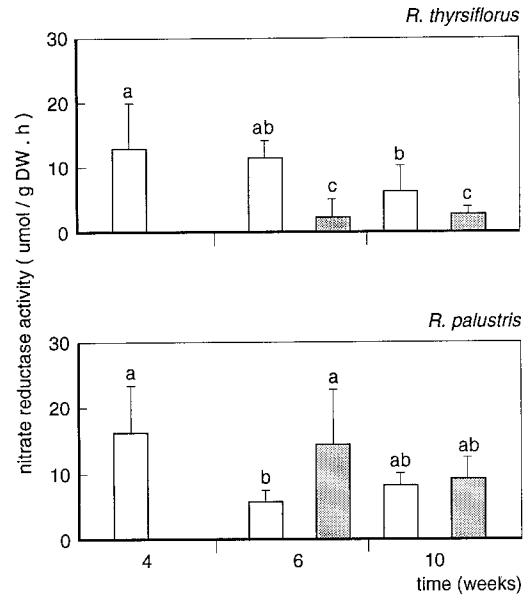 R. thyrsiflorus
30
20
10
0
a
ab
c
b
c
nitrate reductase activity ( umol / g DW . h )
R. palustris
30
20
10
0
a
b
a
ab
ab
4
6
10
time (weeks)